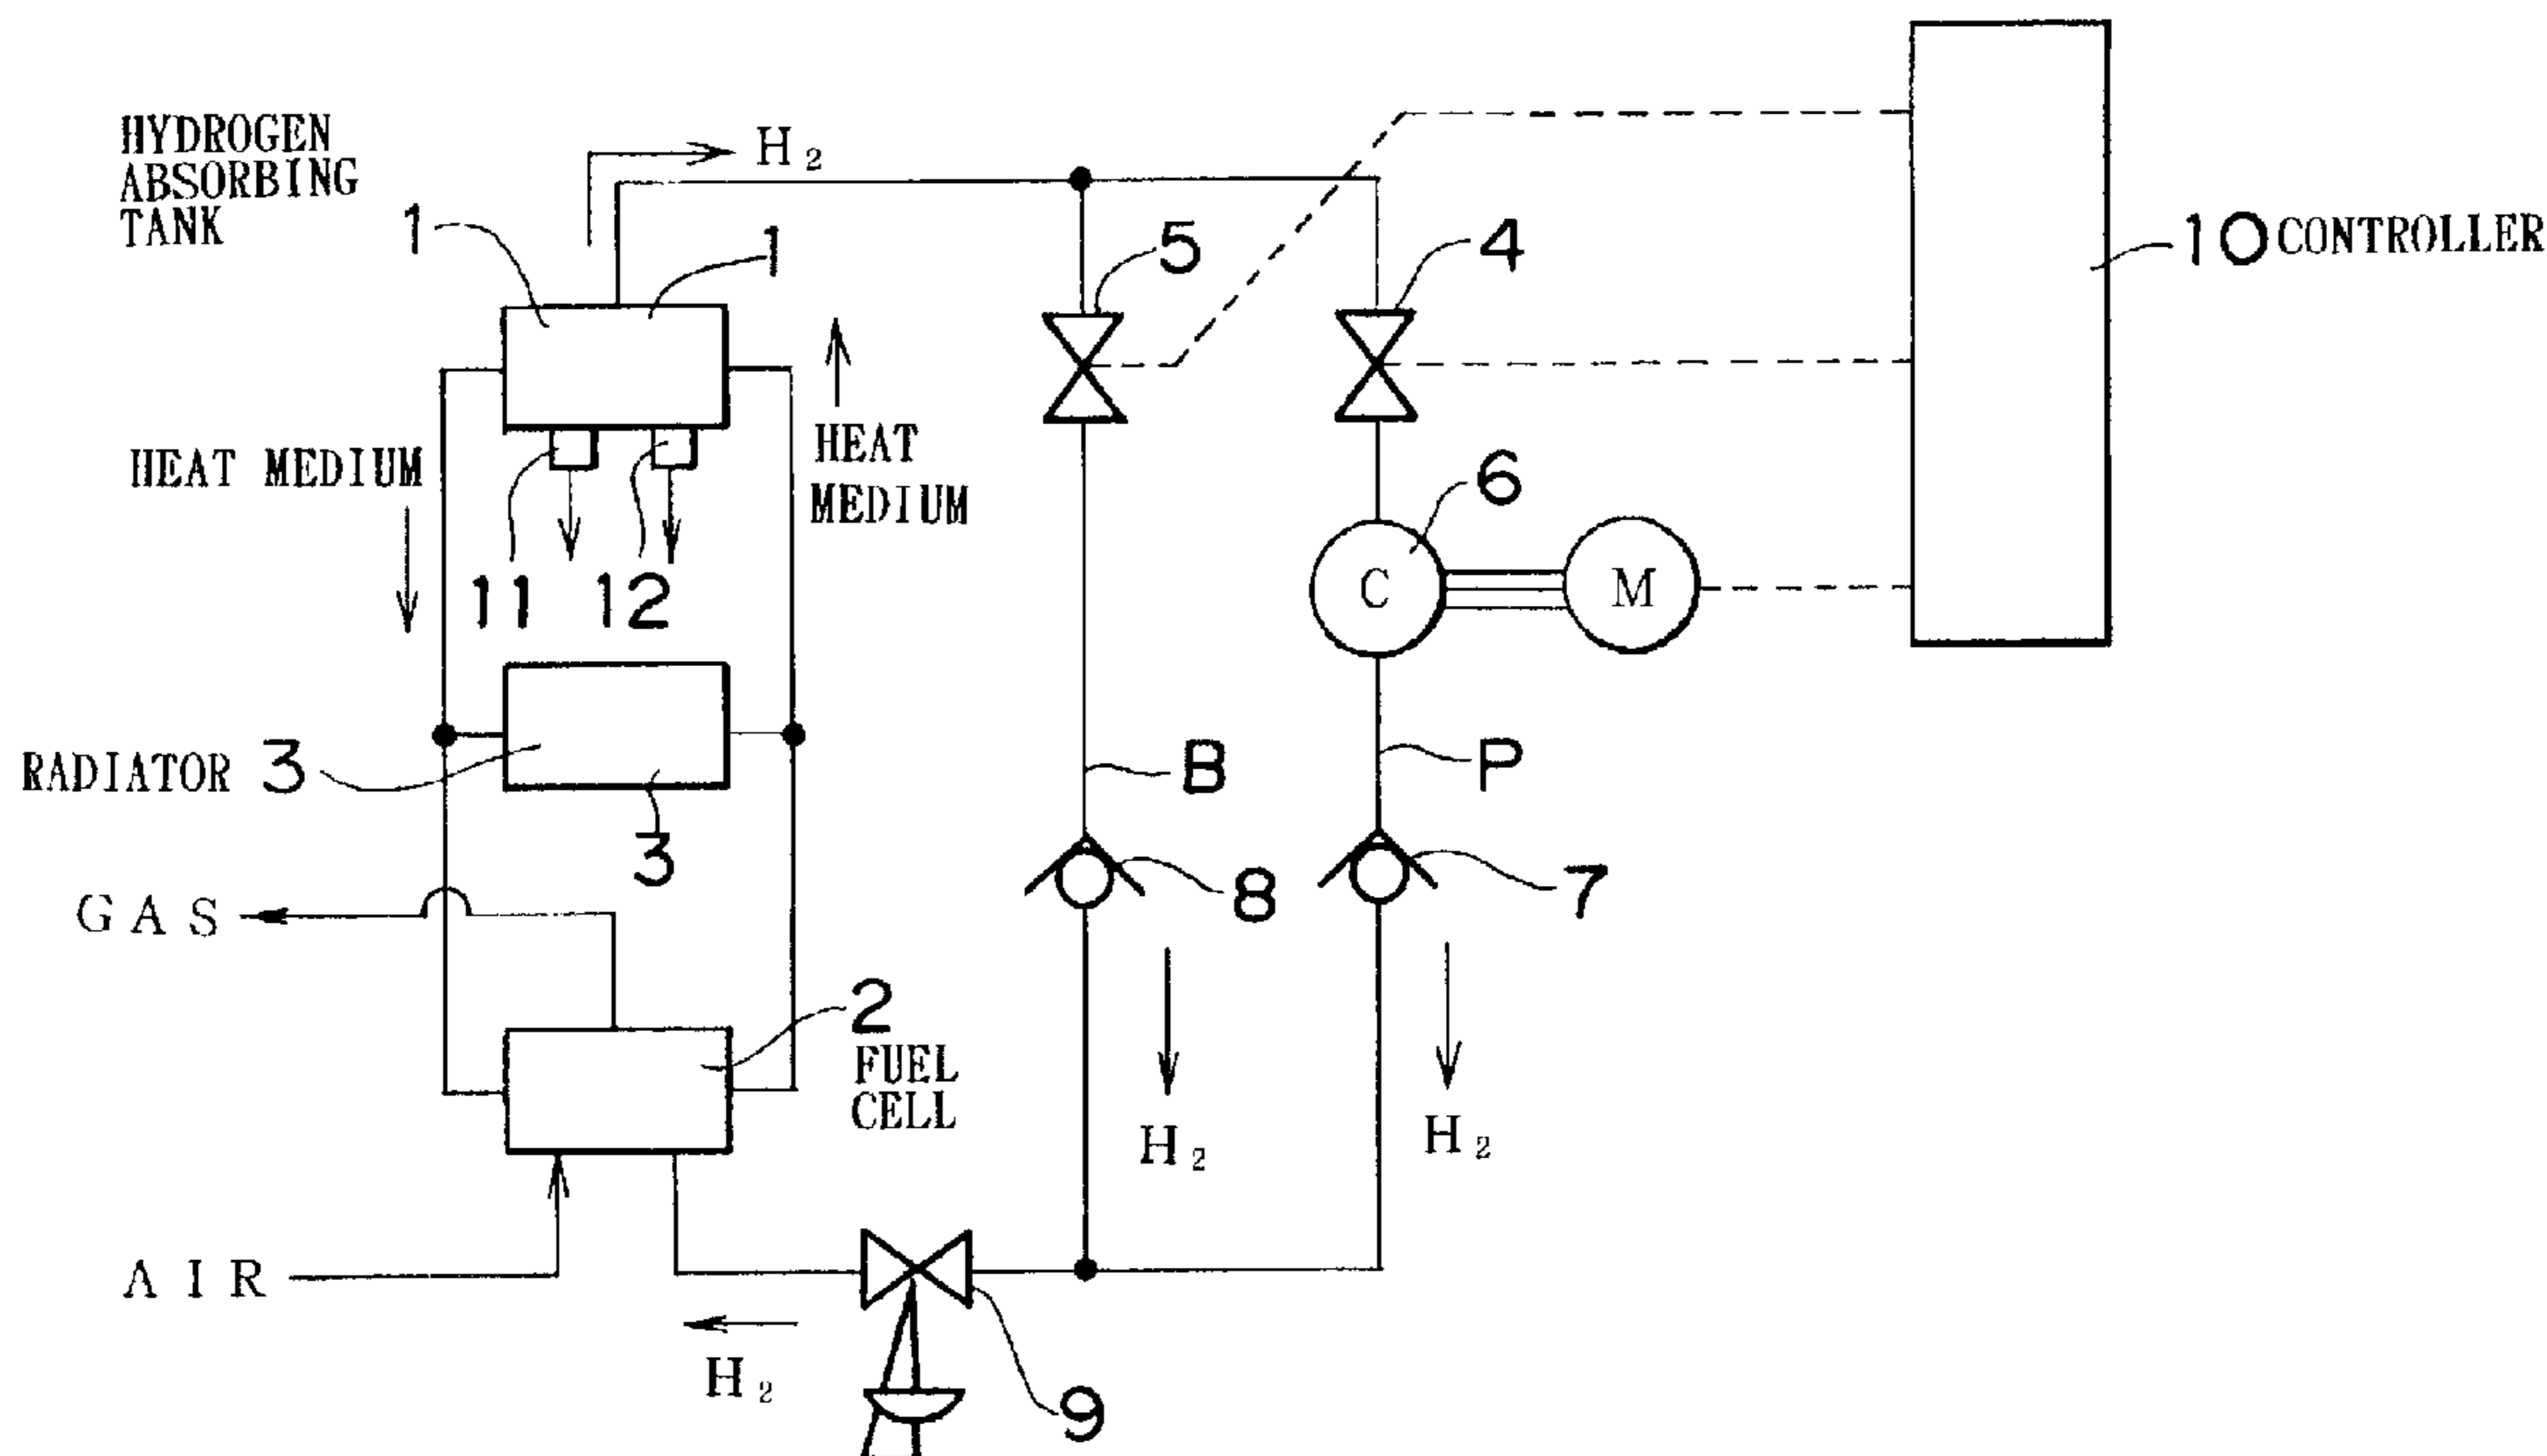 HYDROGEN
ABSORBING
TANK
H2
1
1
5
4
10 CONTROLLER
HEAT MEDIUM
HEAT
MEDIUM
11
12
6
C
M
RADIATOR 3
3
B
P
8
7
GAS
2
FUEL
CELL
H2
H2
AIR
H2
9